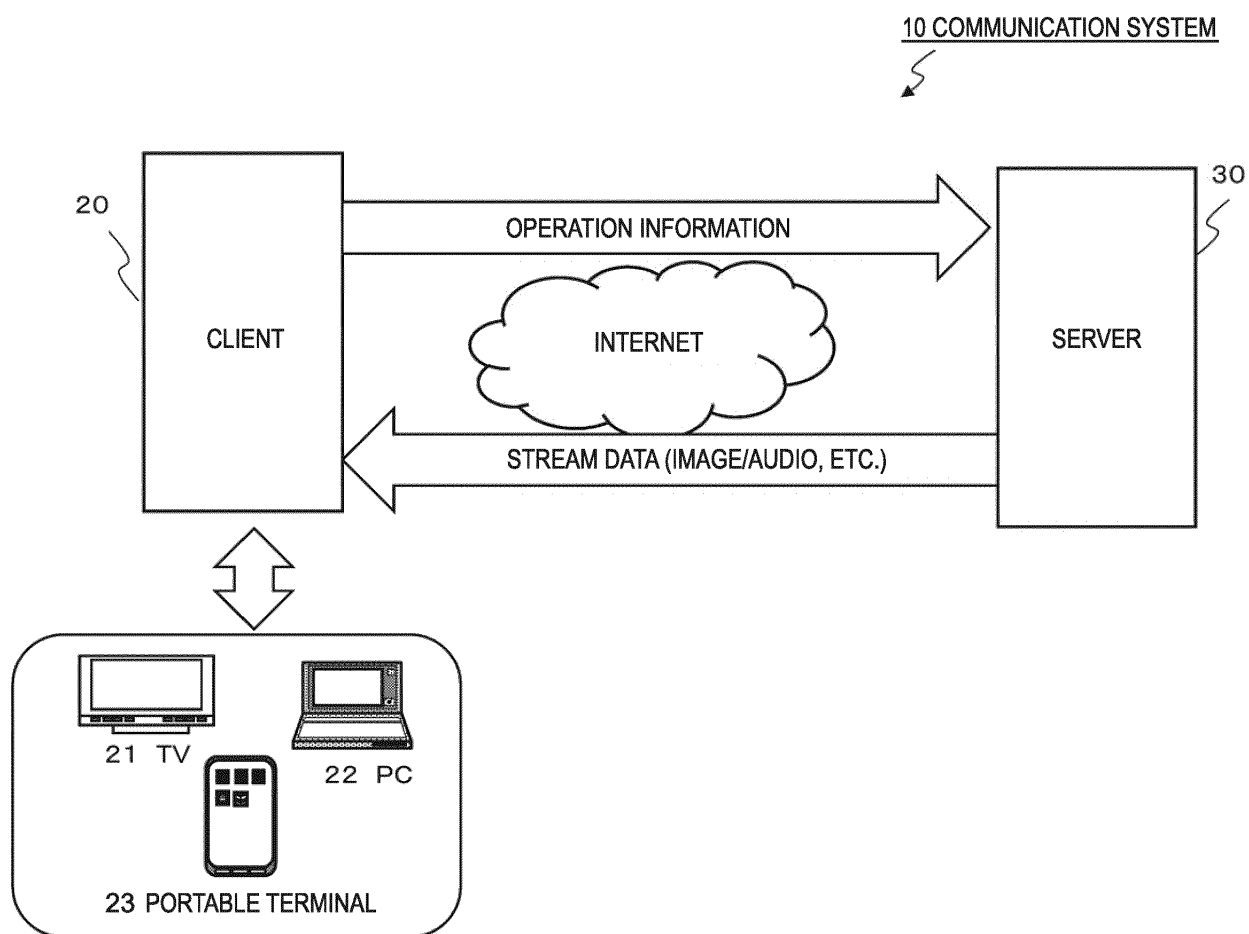 10 COMMUNICATION SYSTEM
20
30
OPERATION INFORMATION
CLIENT
INTERNET
SERVER
STREAM DATA (IMAGE/AUDIO, ETC.)
21 TV
22 PC
23 PORTABLE TERMINAL